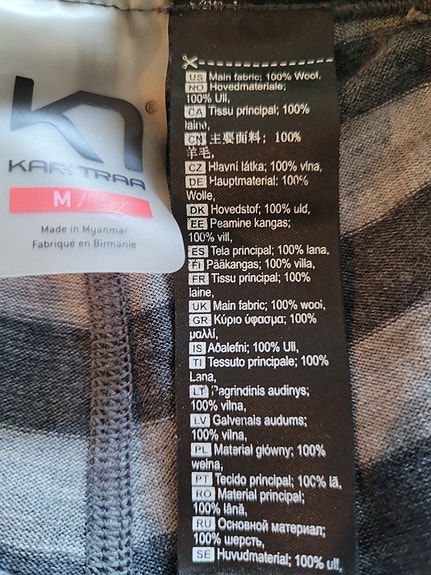 KARI TRAA
®
M
Made in Myanmar
Fabriqué en Birmanie
US Main fabric; 100% Wool,
NO Hovedmateriale;
100% Ull,
CA Tissu principal; 100%
laine,
CN 主要面料; 100%
羊毛,
CZ Hlavní látka; 100% vlna,
DE Hauptmaterial; 100%
Wolle,
DK Hovedstof; 100% uld,
EE Peamine kangas;
100% vill,
ES Tela principal; 100% lana,
FI Pääkangas; 100% villa,
FR Tissu principal; 100%
laine,
UK Main fabric; 100% wool,
GR Κύριο ύφασμα; 100%
μαλλί,
IS Aðalefni; 100% Ull,
TI Tessuto principale; 100%
Lana,
LT Pagrindinis audinys;
100% vilna,
LV Galvenais audums;
100% vilna,
PL Materiał główny; 100%
wełna,
PT Tecido principal; 100% lã,
RO Material principal;
100% lână,
RU Основной материал;
100% шерсть,
SE Huvudmaterial; 100% ull,